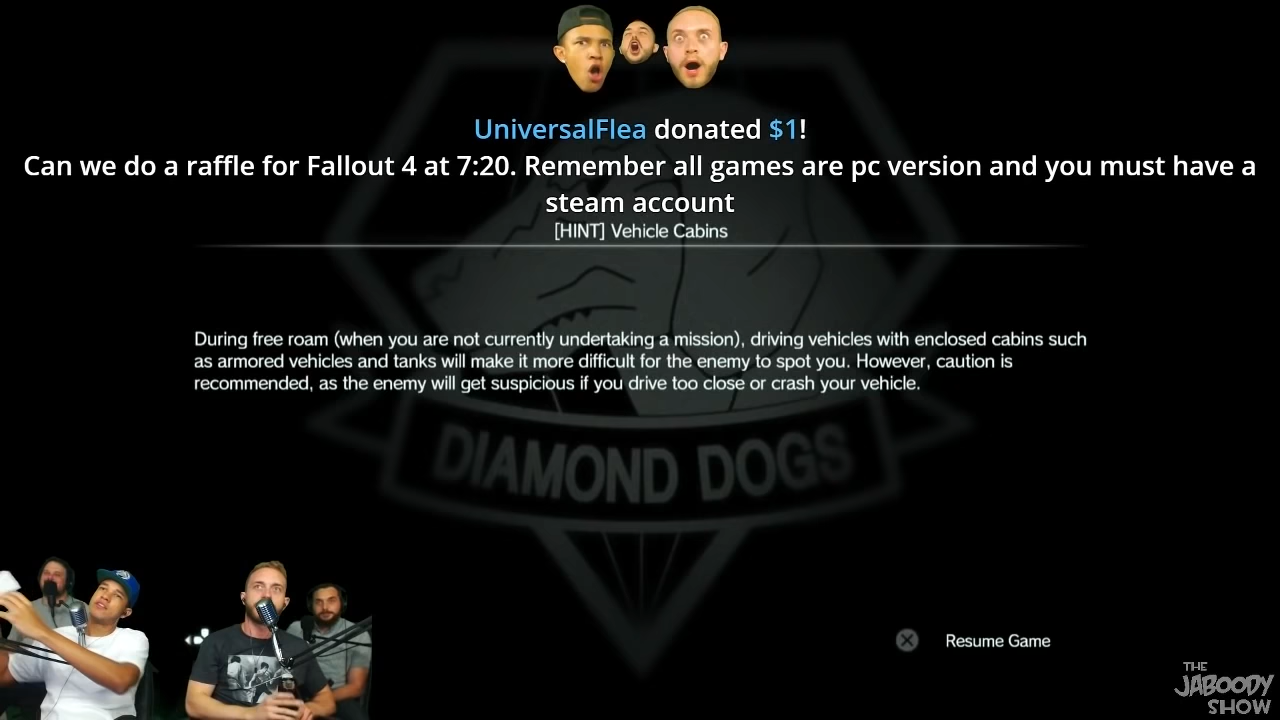 UniversalFlea donated $1!
Can we do a raffle for Fallout 4 at 7:20. Remember all games are pc version and you must have a
steam account
[HINT] Vehicle Cabins
During free roam (when you are not currently undertaking a mission), driving vehicles with enclosed cabins such
as armored vehicles and tanks will make it more difficult for the enemy to spot you. However, caution is
recommended, as the enemy will get suspicious if you drive too close or crash your vehicle.
DIAMOND DOGS
Resume Game
THE
JABOODY
SHOW